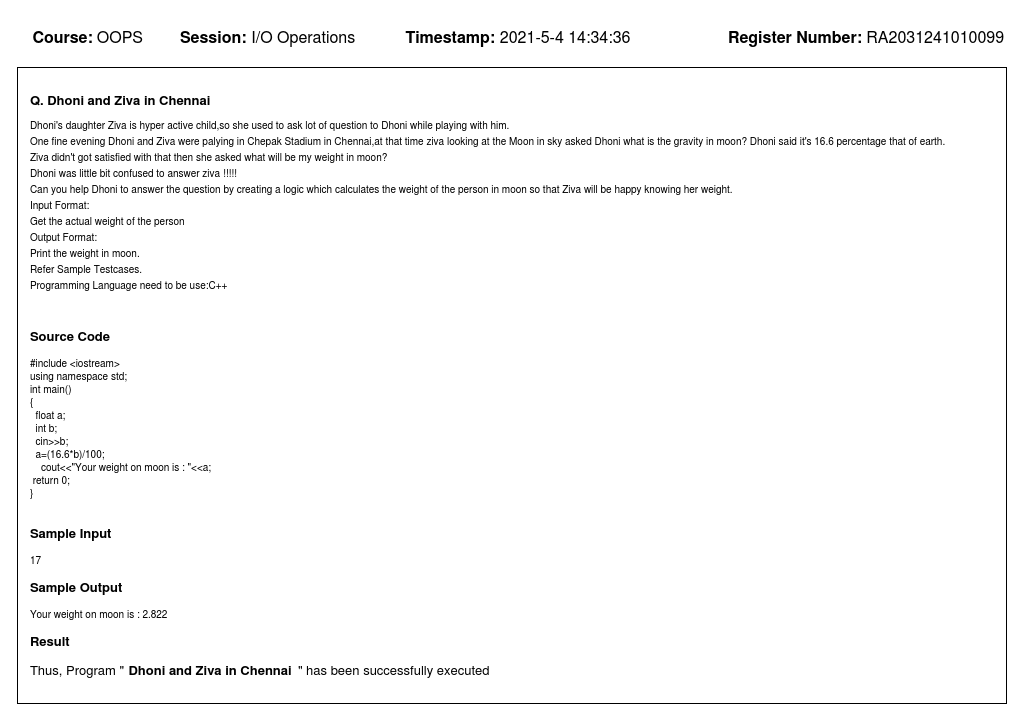 Course: OOPS Session: I/O Operations Timestamp: 2021-5-4 14:34:36 Register Number: RA2031241010099
Q. Dhoni and Ziva in Chennai
Dhoni's daughter Ziva is hyper active child,so she used to ask lot of question to Dhoni while playing with him.
One fine evening Dhoni and Ziva were palying in Chepak Stadium in Chennai,at that time ziva looking at the Moon in sky asked Dhoni what is the gravity in moon? Dhoni said it's 16.6 percentage that of earth.
Ziva didn't got satisfied with that then she asked what will be my weight in moon?
Dhoni was little bit confused to answer ziva !!!!!
Can you help Dhoni to answer the question by creating a logic which calculates the weight of the person in moon so that Ziva will be happy knowing her weight.
Input Format:
Get the actual weight of the person
Output Format:
Print the weight in moon.
Refer Sample Testcases.
Programming Language need to be use:C++
Source Code
#include <iostream>
using namespace std;
int main()
{
float a;
int b;
cin>>b;
a=(16.6*b)/100;
cout<<"Your weight on moon is : "<<a;
return 0;
}
Sample Input
17
Sample Output
Your weight on moon is : 2.822
Result
Thus, Program " Dhoni and Ziva in Chennai " has been successfully executed